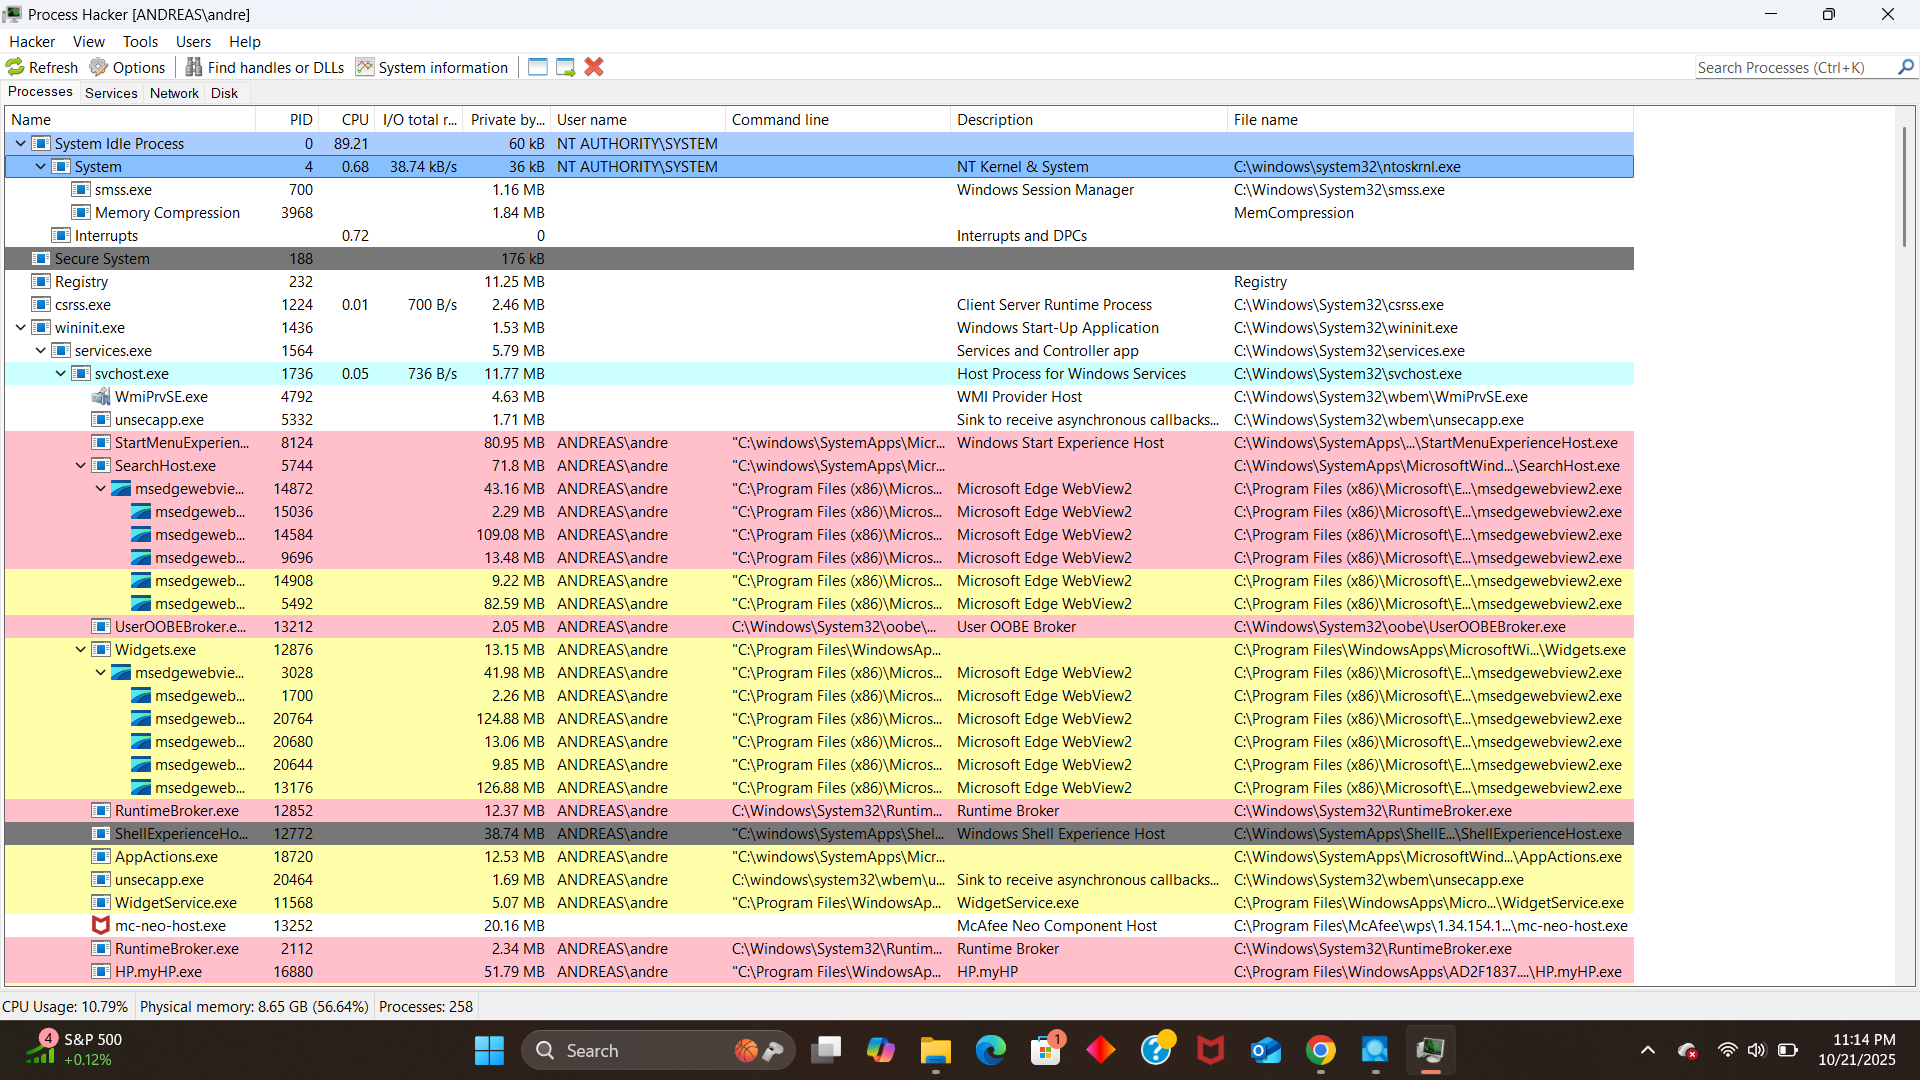 Process Hacker [ANDREAS\andre]
Hacker View Tools Users Help
Refresh Options Find handles or DLLs System information Search Processes (Ctrl+K)
Processes Services Network Disk
Name PID CPU I/O total r... Private by... User name Command line Description File name
System Idle Process 0 89.21 60 kB NT AUTHORITY\SYSTEM
System 4 0.68 38.74 kB/s 36 kB NT AUTHORITY\SYSTEM NT Kernel & System C:\windows\system32\ntoskrnl.exe
smss.exe 700 1.16 MB Windows Session Manager C:\Windows\System32\smss.exe
Memory Compression 3968 1.84 MB MemCompression
Interrupts 0.72 0 Interrupts and DPCs
Secure System 188 176 kB
Registry 232 11.25 MB Registry
csrss.exe 1224 0.01 700 B/s 2.46 MB Client Server Runtime Process C:\Windows\System32\csrss.exe
wininit.exe 1436 1.53 MB Windows Start-Up Application C:\Windows\System32\wininit.exe
services.exe 1564 5.79 MB Services and Controller app C:\Windows\System32\services.exe
svchost.exe 1736 0.05 736 B/s 11.77 MB Host Process for Windows Services C:\Windows\System32\svchost.exe
WmiPrvSE.exe 4792 4.63 MB WMI Provider Host C:\Windows\System32\wbem\WmiPrvSE.exe
unsecapp.exe 5332 1.71 MB Sink to receive asynchronous callbacks... C:\Windows\System32\wbem\unsecapp.exe
StartMenuExperien... 8124 80.95 MB ANDREAS\andre "C:\windows\SystemApps\Micr... Windows Start Experience Host C:\Windows\SystemApps\...\StartMenuExperienceHost.exe
SearchHost.exe 5744 71.8 MB ANDREAS\andre "C:\windows\SystemApps\Micr... C:\Windows\SystemApps\MicrosoftWind...\SearchHost.exe
msedgewebvie... 14872 43.16 MB ANDREAS\andre "C:\Program Files (x86)\Micros... Microsoft Edge WebView2 C:\Program Files (x86)\Microsoft\E...\msedgewebview2.exe
msedgeweb... 15036 2.29 MB ANDREAS\andre "C:\Program Files (x86)\Micros... Microsoft Edge WebView2 C:\Program Files (x86)\Microsoft\E...\msedgewebview2.exe
msedgeweb... 14584 109.08 MB ANDREAS\andre "C:\Program Files (x86)\Micros... Microsoft Edge WebView2 C:\Program Files (x86)\Microsoft\E...\msedgewebview2.exe
msedgeweb... 9696 13.48 MB ANDREAS\andre "C:\Program Files (x86)\Micros... Microsoft Edge WebView2 C:\Program Files (x86)\Microsoft\E...\msedgewebview2.exe
msedgeweb... 14908 9.22 MB ANDREAS\andre "C:\Program Files (x86)\Micros... Microsoft Edge WebView2 C:\Program Files (x86)\Microsoft\E...\msedgewebview2.exe
msedgeweb... 5492 82.59 MB ANDREAS\andre "C:\Program Files (x86)\Micros... Microsoft Edge WebView2 C:\Program Files (x86)\Microsoft\E...\msedgewebview2.exe
UserOOBEBroker.e... 13212 2.05 MB ANDREAS\andre C:\Windows\System32\oobe\... User OOBE Broker C:\Windows\System32\oobe\UserOOBEBroker.exe
Widgets.exe 12876 13.15 MB ANDREAS\andre "C:\Program Files\WindowsAp... C:\Program Files\WindowsApps\MicrosoftWi...\Widgets.exe
msedgewebvie... 3028 41.98 MB ANDREAS\andre "C:\Program Files (x86)\Micros... Microsoft Edge WebView2 C:\Program Files (x86)\Microsoft\E...\msedgewebview2.exe
msedgeweb... 1700 2.26 MB ANDREAS\andre "C:\Program Files (x86)\Micros... Microsoft Edge WebView2 C:\Program Files (x86)\Microsoft\E...\msedgewebview2.exe
msedgeweb... 20764 124.88 MB ANDREAS\andre "C:\Program Files (x86)\Micros... Microsoft Edge WebView2 C:\Program Files (x86)\Microsoft\E...\msedgewebview2.exe
msedgeweb... 20680 13.06 MB ANDREAS\andre "C:\Program Files (x86)\Micros... Microsoft Edge WebView2 C:\Program Files (x86)\Microsoft\E...\msedgewebview2.exe
msedgeweb... 20644 9.85 MB ANDREAS\andre "C:\Program Files (x86)\Micros... Microsoft Edge WebView2 C:\Program Files (x86)\Microsoft\E...\msedgewebview2.exe
msedgeweb... 13176 126.88 MB ANDREAS\andre "C:\Program Files (x86)\Micros... Microsoft Edge WebView2 C:\Program Files (x86)\Microsoft\E...\msedgewebview2.exe
RuntimeBroker.exe 12852 12.37 MB ANDREAS\andre C:\Windows\System32\Runtim... Runtime Broker C:\Windows\System32\RuntimeBroker.exe
ShellExperienceHo... 12772 38.74 MB ANDREAS\andre "C:\windows\SystemApps\Shel... Windows Shell Experience Host C:\Windows\SystemApps\ShellE...\ShellExperienceHost.exe
AppActions.exe 18720 12.53 MB ANDREAS\andre "C:\windows\SystemApps\Micr... C:\Windows\SystemApps\MicrosoftWind...\AppActions.exe
unsecapp.exe 20464 1.69 MB ANDREAS\andre C:\windows\system32\wbem\u... Sink to receive asynchronous callbacks... C:\Windows\System32\wbem\unsecapp.exe
WidgetService.exe 11568 5.07 MB ANDREAS\andre "C:\Program Files\WindowsAp... WidgetService.exe C:\Program Files\WindowsApps\Micro...\WidgetService.exe
mc-neo-host.exe 13252 20.16 MB McAfee Neo Component Host C:\Program Files\McAfee\wps\1.34.154.1...\mc-neo-host.exe
RuntimeBroker.exe 2112 2.34 MB ANDREAS\andre C:\Windows\System32\Runtim... Runtime Broker C:\Windows\System32\RuntimeBroker.exe
HP.myHP.exe 16880 51.79 MB ANDREAS\andre "C:\Program Files\WindowsAp... HP.myHP C:\Program Files\WindowsApps\AD2F1837....\HP.myHP.exe
CPU Usage: 10.79% Physical memory: 8.65 GB (56.64%) Processes: 258
4 S&P 500
+0.12%
Search
1
11:14 PM
10/21/2025